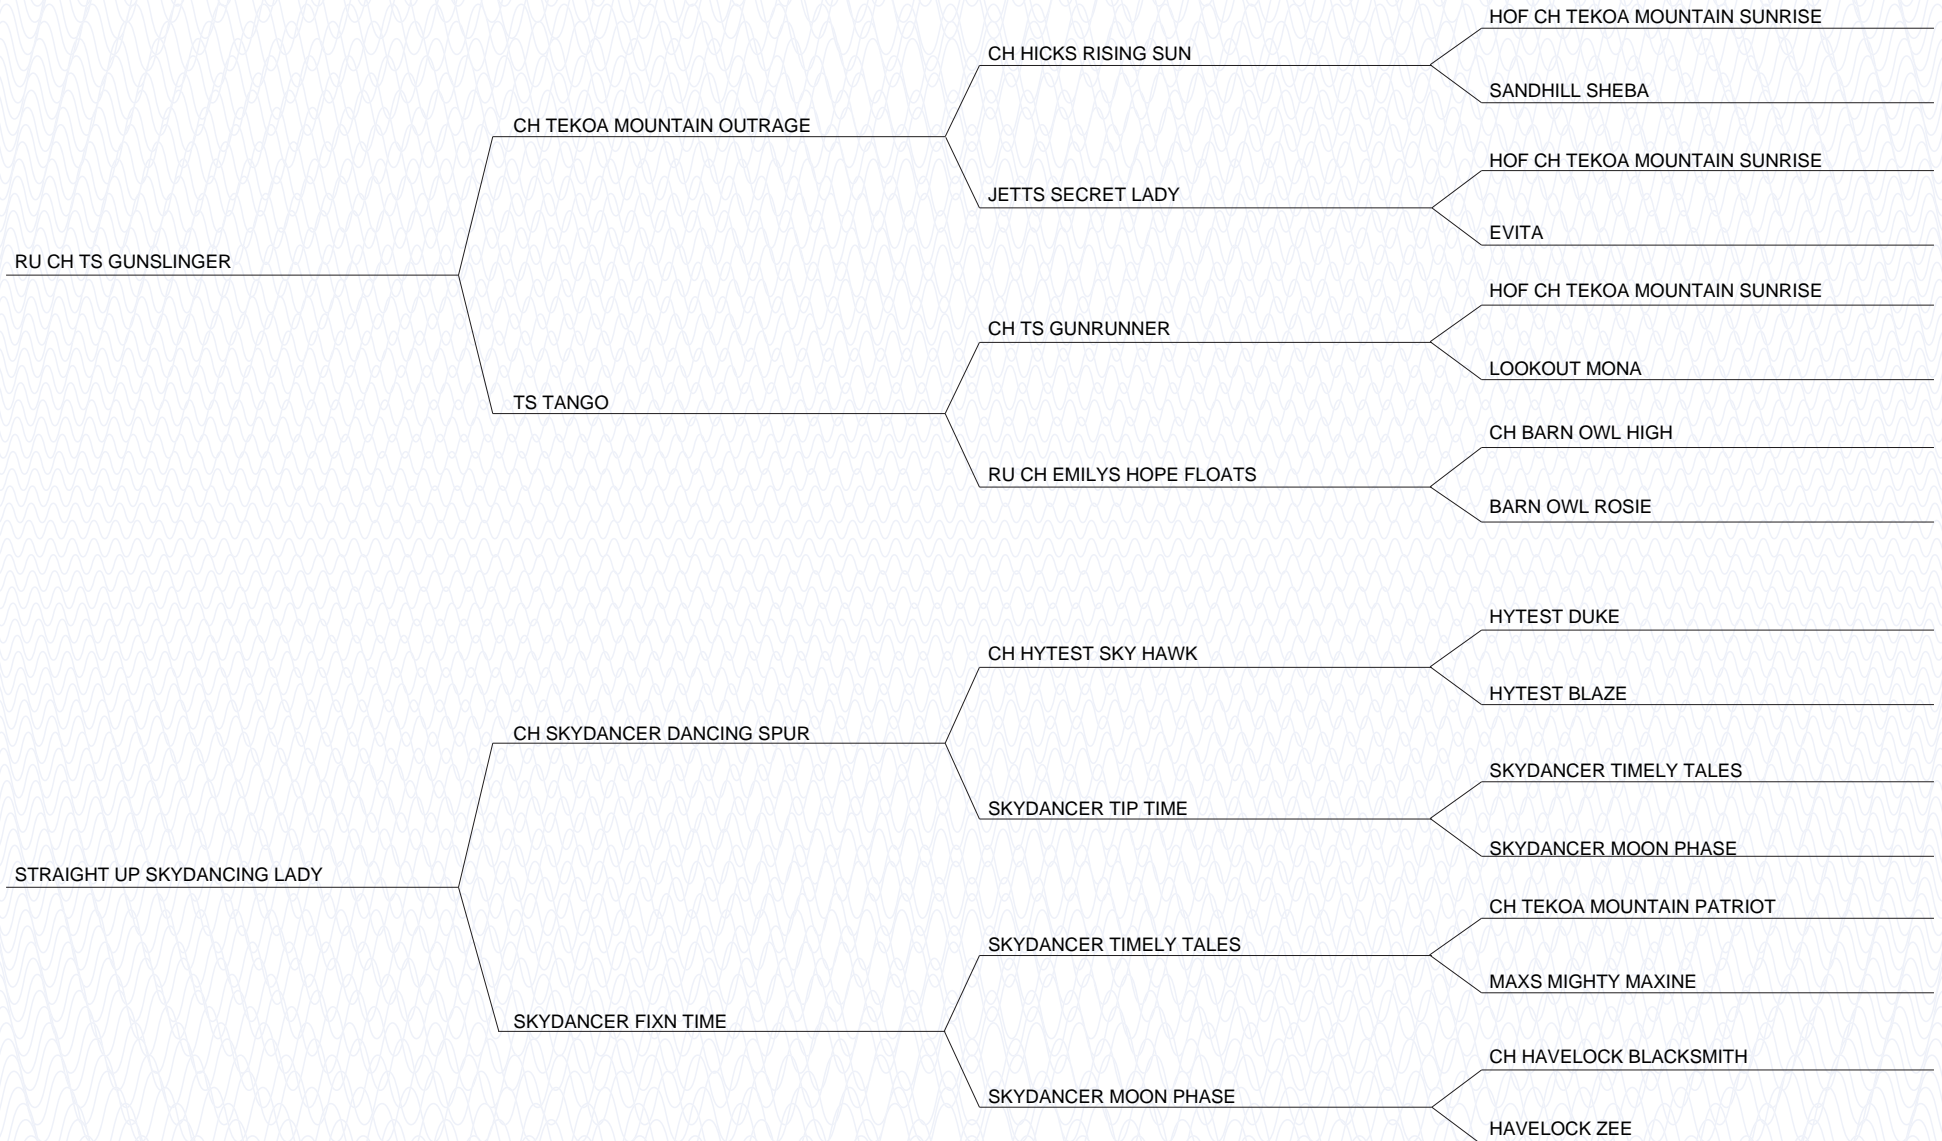 HOF CH TEKOA MOUNTAIN SUNRISE
CH HICKS RISING SUN
SANDHILL SHEBA
CH TEKOA MOUNTAIN OUTRAGE
HOF CH TEKOA MOUNTAIN SUNRISE
JETTS SECRET LADY
EVITA
RU CH TS GUNSLINGER
HOF CH TEKOA MOUNTAIN SUNRISE
CH TS GUNRUNNER
LOOKOUT MONA
TS TANGO
CH BARN OWL HIGH
RU CH EMILYS HOPE FLOATS
BARN OWL ROSIE
HYTEST DUKE
CH HYTEST SKY HAWK
HYTEST BLAZE
CH SKYDANCER DANCING SPUR
SKYDANCER TIMELY TALES
SKYDANCER TIP TIME
SKYDANCER MOON PHASE
STRAIGHT UP SKYDANCING LADY
CH TEKOA MOUNTAIN PATRIOT
SKYDANCER TIMELY TALES
MAXS MIGHTY MAXINE
SKYDANCER FIXN TIME
CH HAVELOCK BLACKSMITH
SKYDANCER MOON PHASE
HAVELOCK ZEE